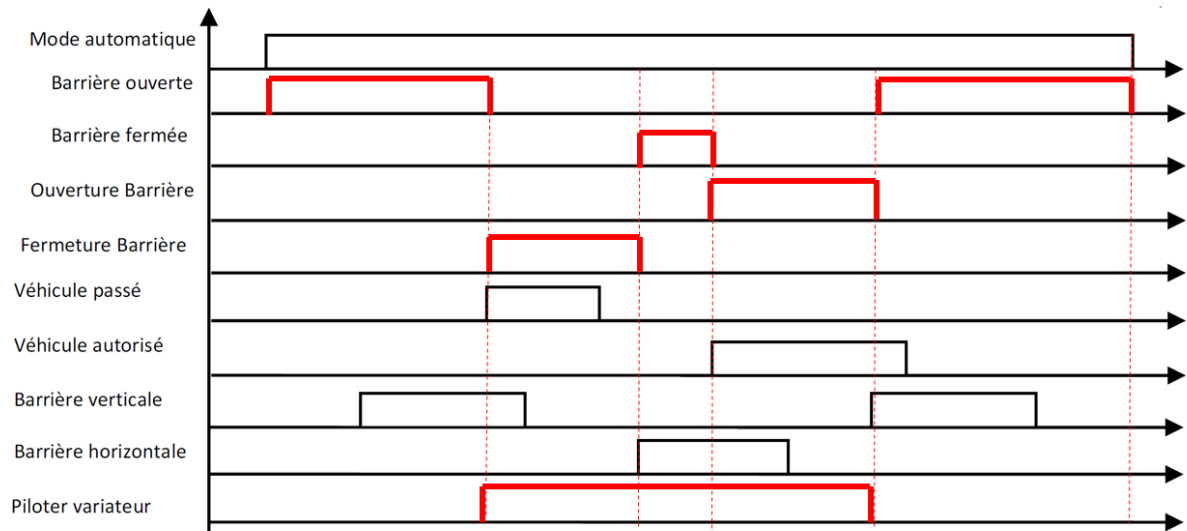 Mode automatique
Barrière ouverte
Barrière fermée
Ouverture Barrière
Fermeture Barrière
Véhicule passé
Véhicule autorisé
Barrière verticale
Barrière horizontale
Piloter variateur